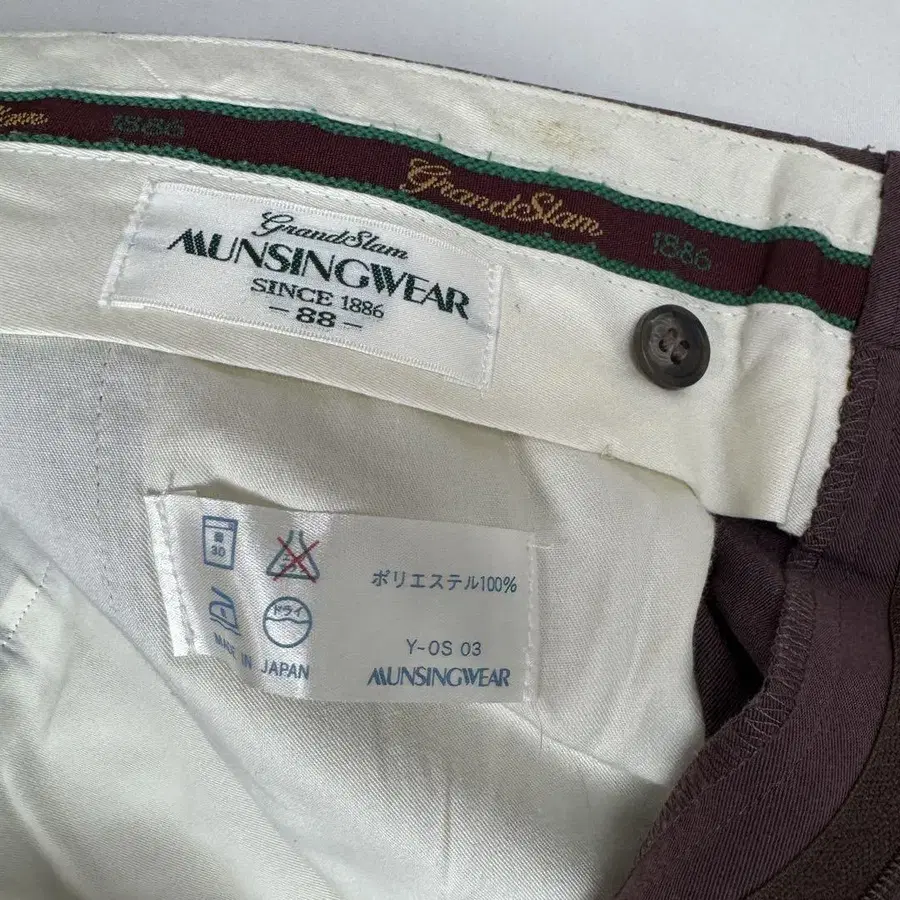 1886
GrandSlam
1886
GrandSlam
MUNSINGWEAR
SINCE 1886
-88-
30
ドライ
MADE IN JAPAN
ポリエステル100%
Y-OS 03
MUNSINGWEAR